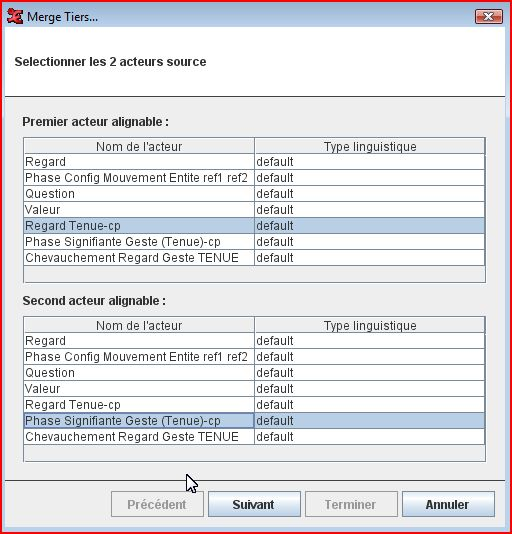 Merge Tiers...
Selectionner les 2 acteurs source
Premier acteur alignable :
Nom de l'acteur Type linguistique
Regard default
Phase Config Mouvement Entite ref1 ref2 default
Question default
Valeur default
Regard Tenue-cp default
Phase Signifiante Geste (Tenue)-cp default
Chevauchement Regard Geste TENUE default
Second acteur alignable :
Nom de l'acteur Type linguistique
Regard default
Phase Config Mouvement Entite ref1 ref2 default
Question default
Valeur default
Regard Tenue-cp default
Phase Signifiante Geste (Tenue)-cp default
Chevauchement Regard Geste TENUE default
Précédent Suivant Terminer Annuler